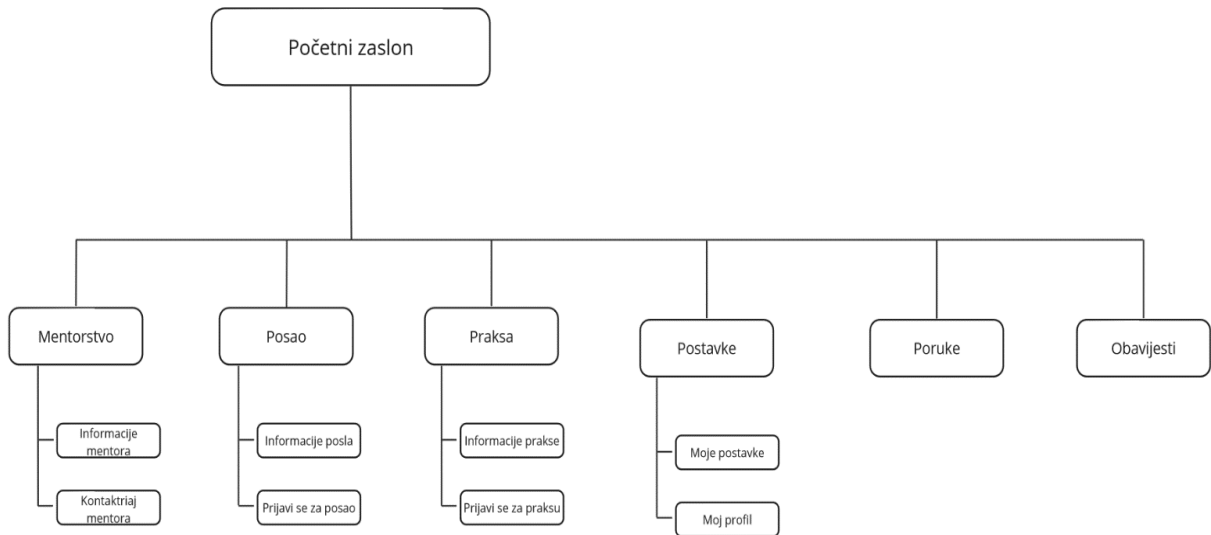 Početni zaslon
Mentorstvo
Posao
Praksa
Postavke
Poruke
Obavijesti
Informacije
mentora
Informacije posla
Informacije prakse
Moje postavke
Kontaktriaj
mentora
Prijavi se za posao
Prijavi se za praksu
Moj profil